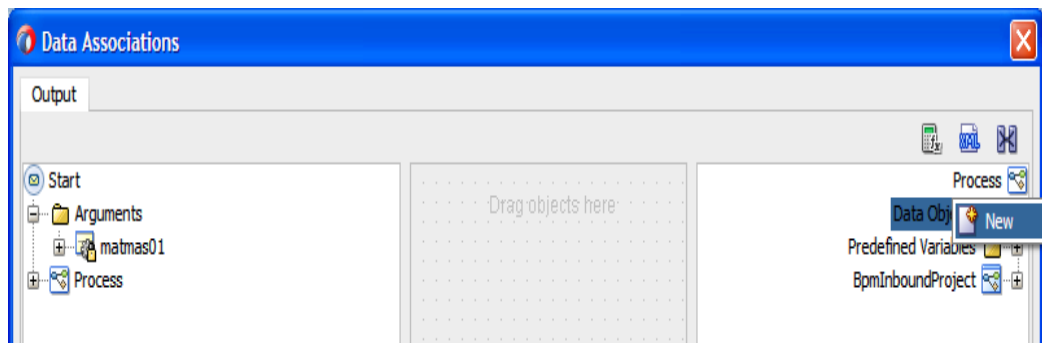 Data Associations
Output
Start
Arguments
matmas01
Process
Drag objects here
Process
Data Obj
New
Predefined Variables
BpmInboundProject